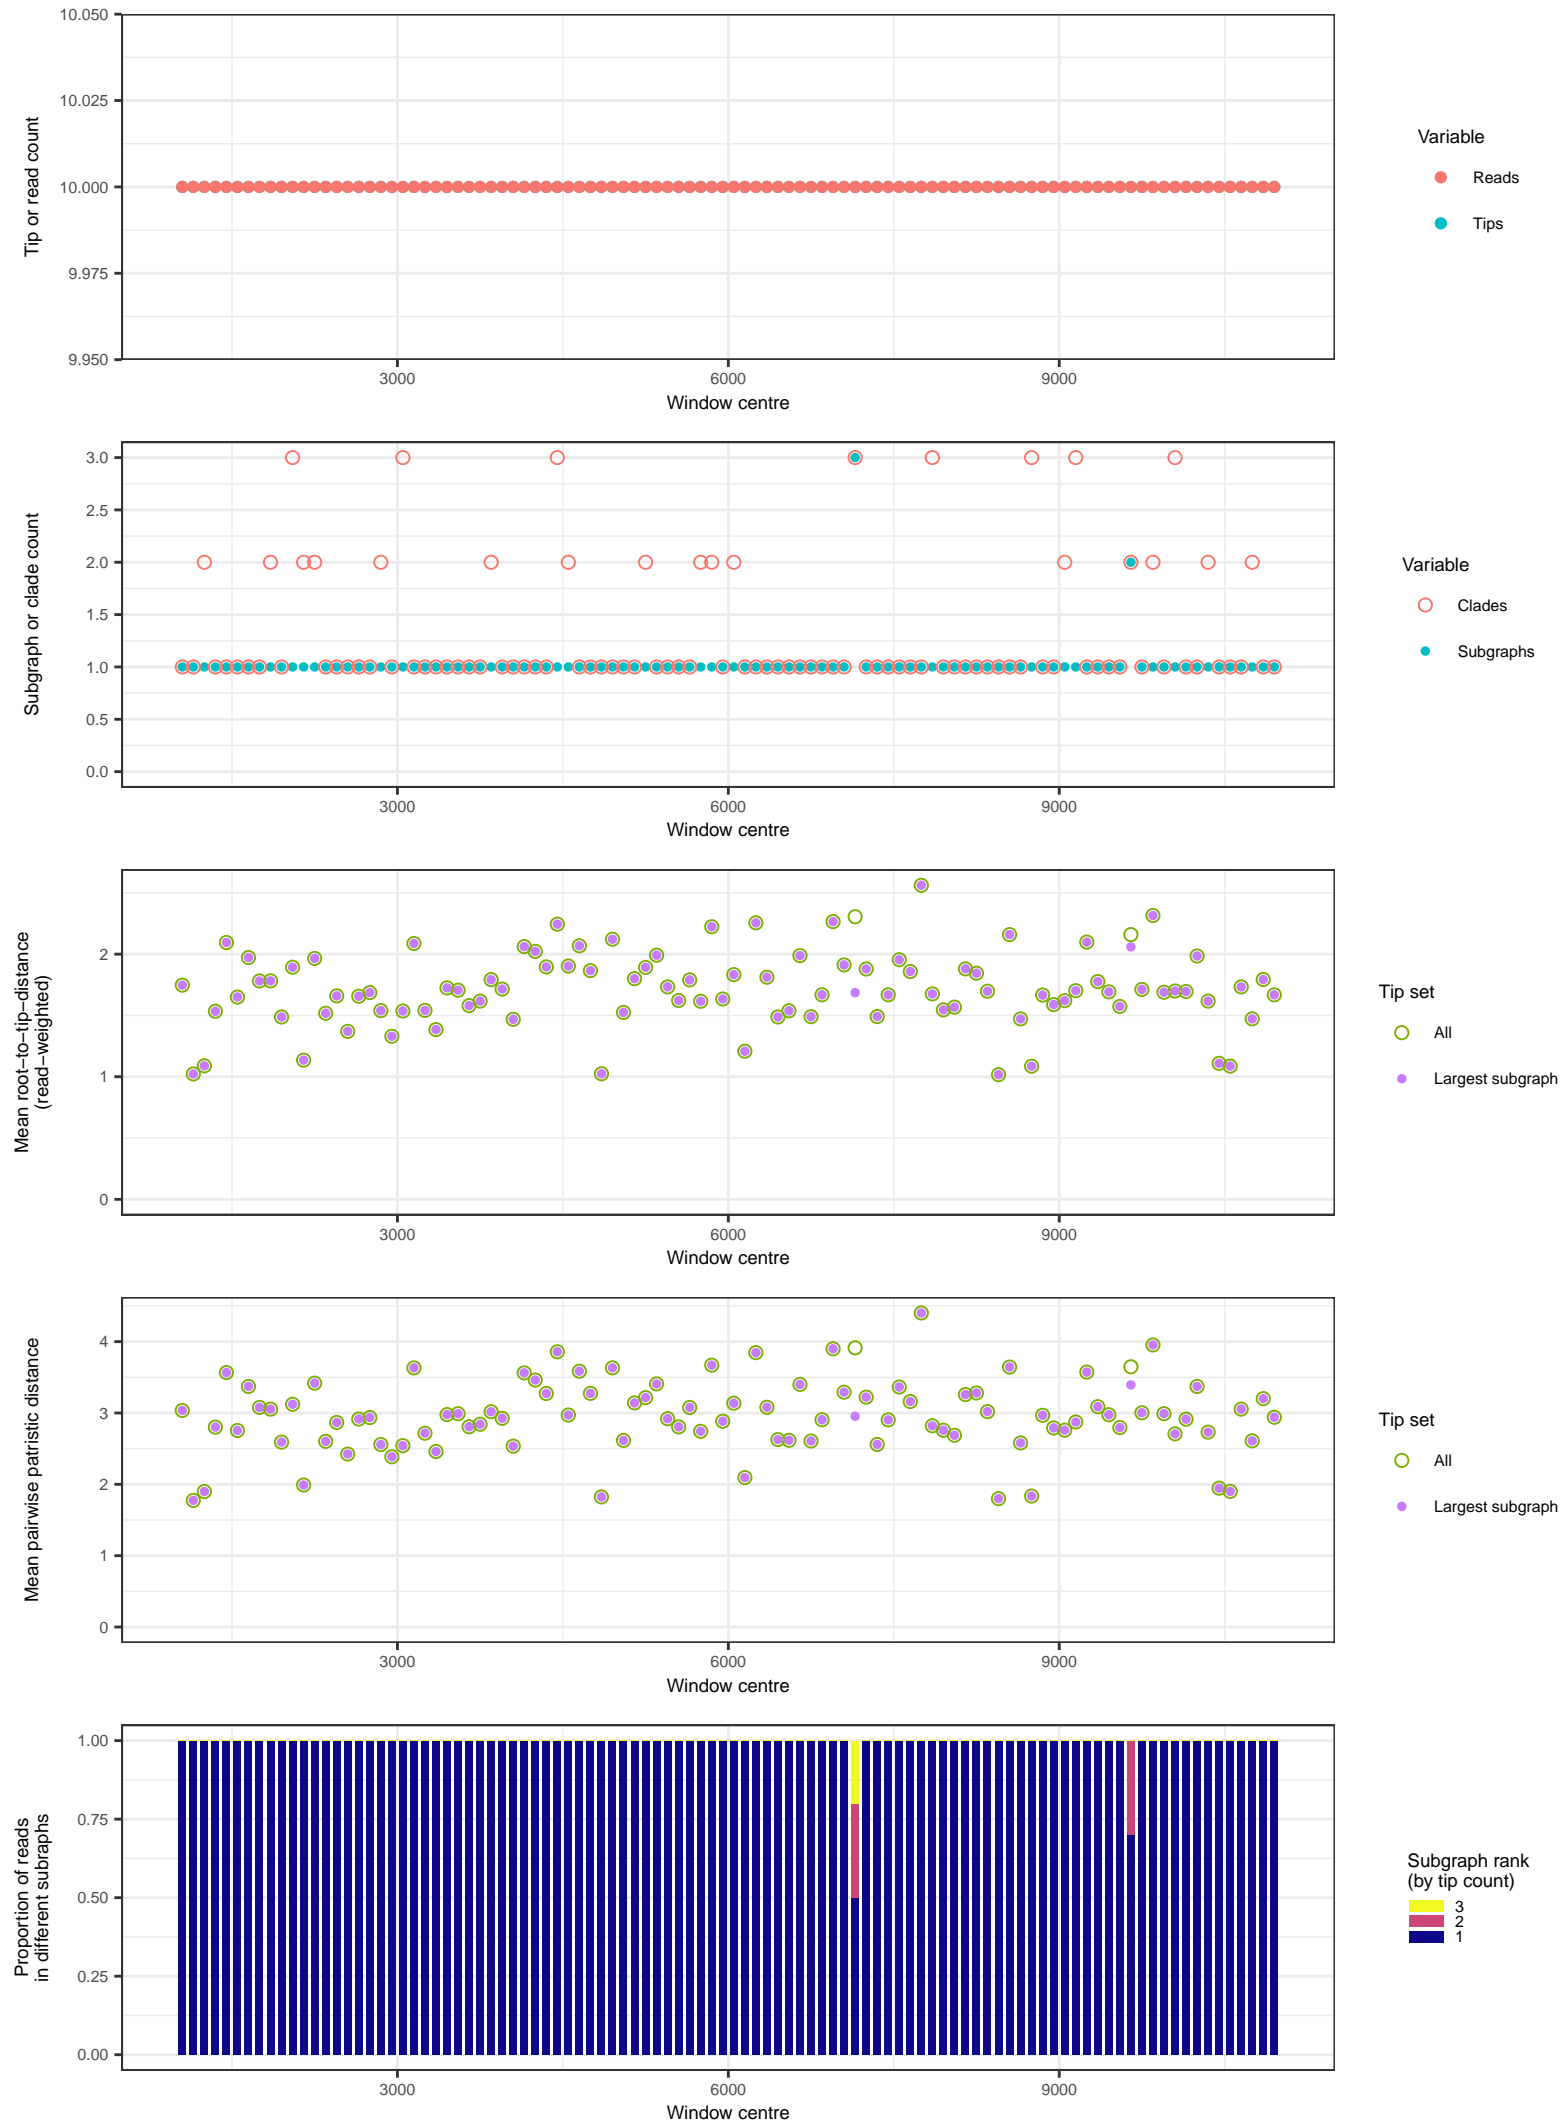 10.050
10.025
10.000
9.975
9.950
Tip or read count
3000
6000
9000
Window centre
Variable
Reads
Tips
3.0
2.5
2.0
1.5
1.0
0.5
0.0
Subgraph or clade count
3000
6000
9000
Window centre
Variable
Clades
Subgraphs
2
1
0
Mean root−to−tip−distance
(read−weighted)
3000
6000
9000
Window centre
Tip set
All
Largest subgraph
4
3
2
1
0
Mean pairwise patristic distance
3000
6000
9000
Window centre
Tip set
All
Largest subgraph
1.00
0.75
0.50
0.25
0.00
Proportion of reads
in different subraphs
3000
6000
9000
Window centre
Subgraph rank
(by tip count)
3
2
1